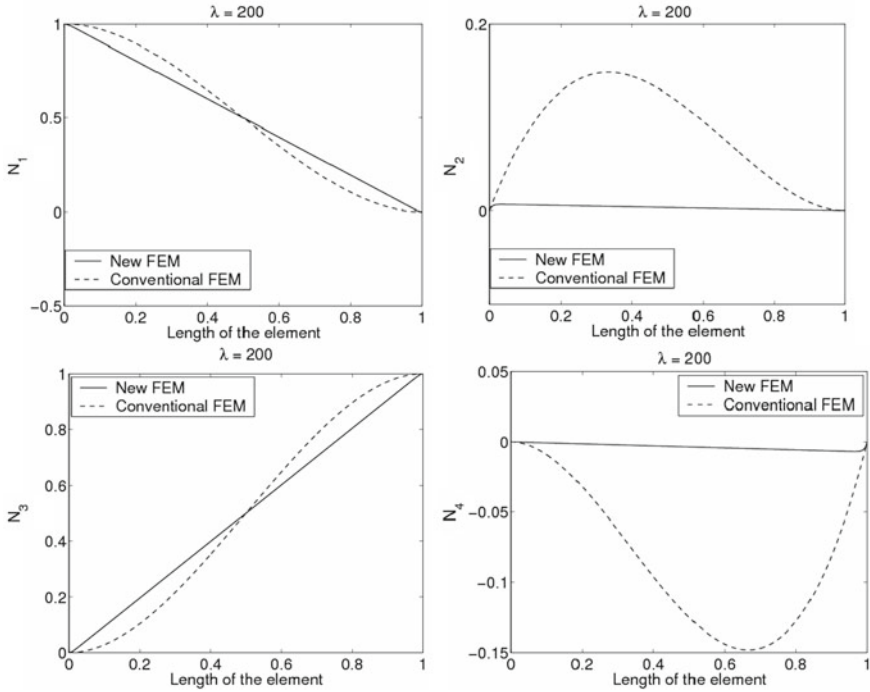 λ = 200
1
0.5
0
−0.5
N1
New FEM
Conventional FEM
0
0.2
0.4
0.6
0.8
1
Length of the element
λ = 200
0.2
0
N2
New FEM
Conventional FEM
0
0.2
0.4
0.6
0.8
1
Length of the element
λ = 200
1
0.8
0.6
0.4
0.2
0
N3
New FEM
Conventional FEM
0
0.2
0.4
0.6
0.8
1
Length of the element
λ = 200
0.05
0
−0.05
−0.1
−0.15
N4
New FEM
Conventional FEM
0
0.2
0.4
0.6
0.8
1
Length of the element